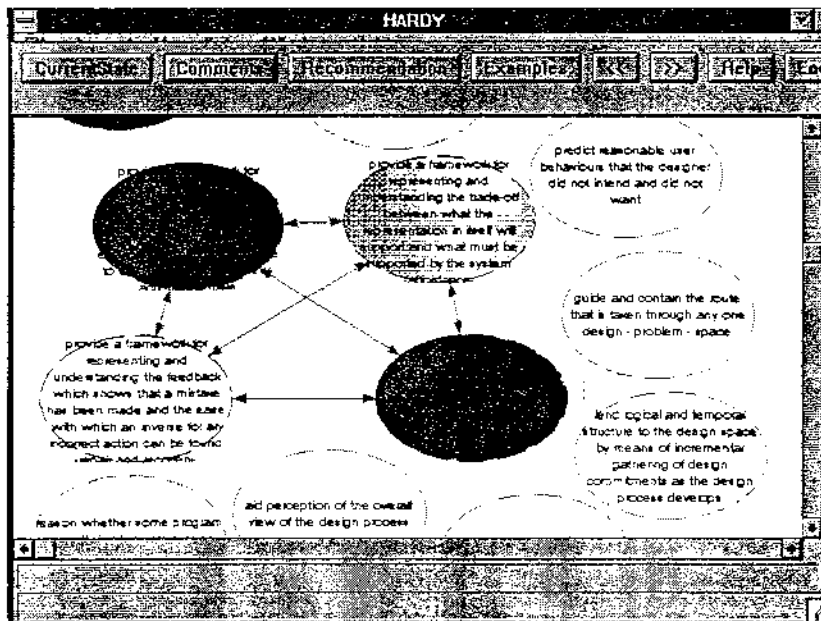 HARDY
CurrentState Comments Recommendation Examples << >> Help
for
provide a framework for
representing and
understanding the trade-off
between what the
representation in itself will
support and what must be
supported by the system
predict reasonable user
behaviours that the designer
did not intend and did not
want
to
guide and contain the route
that is taken through any one
design - problem - space
provide a framework for
representing and
understanding the feedback
which shows that a mistake
has been made and the ease
with which an inverse for an
incorrect action can be found
lend logical and temporal
structure to the design space
by means of incremental
gathering of design
commitments as the design
process develops
reason whether some program
aid perception of the overall
view of the design process